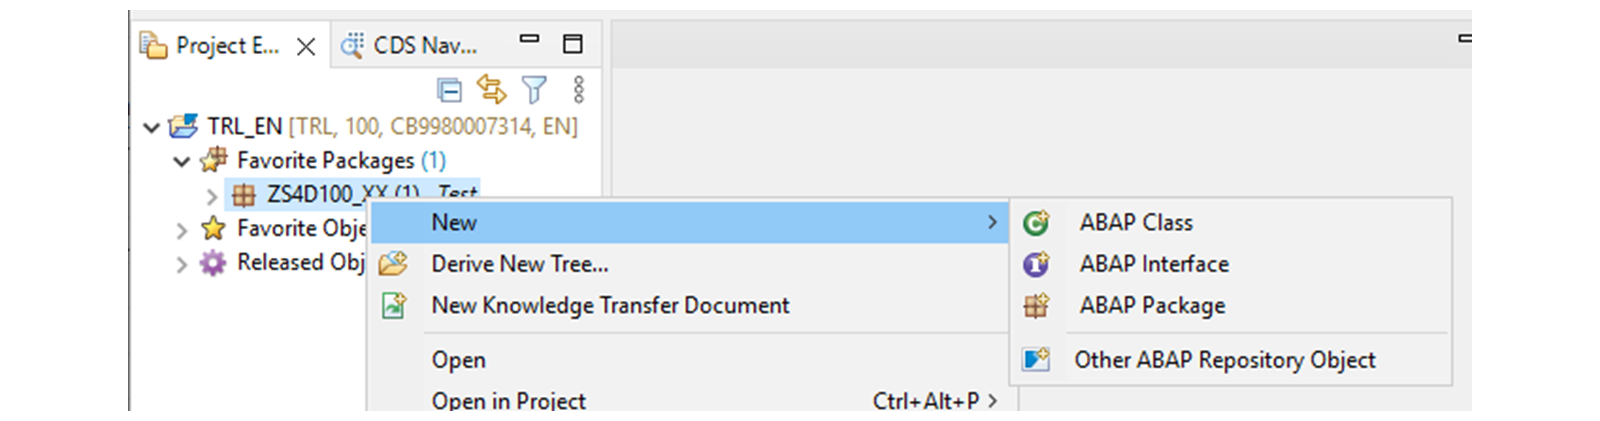 Project E... CDS Nav...
TRL_EN [TRL, 100, CB9980007314, EN]
Favorite Packages (1)
ZS4D100_XX (1) Test
New
ABAP Class
Favorite Obje
Derive New Tree...
ABAP Interface
Released Obj
New Knowledge Transfer Document
ABAP Package
Open
Other ABAP Repository Object
Open in Project Ctrl+Alt+P